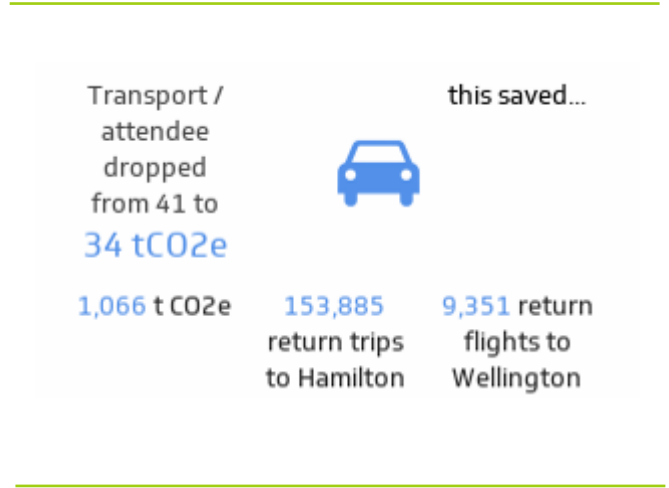 Transport /
attendee
dropped
from 41 to
34 tCO2e
this saved...
1,066 t CO2e
153,885
return trips
to Hamilton
9,351 return
flights to
Wellington